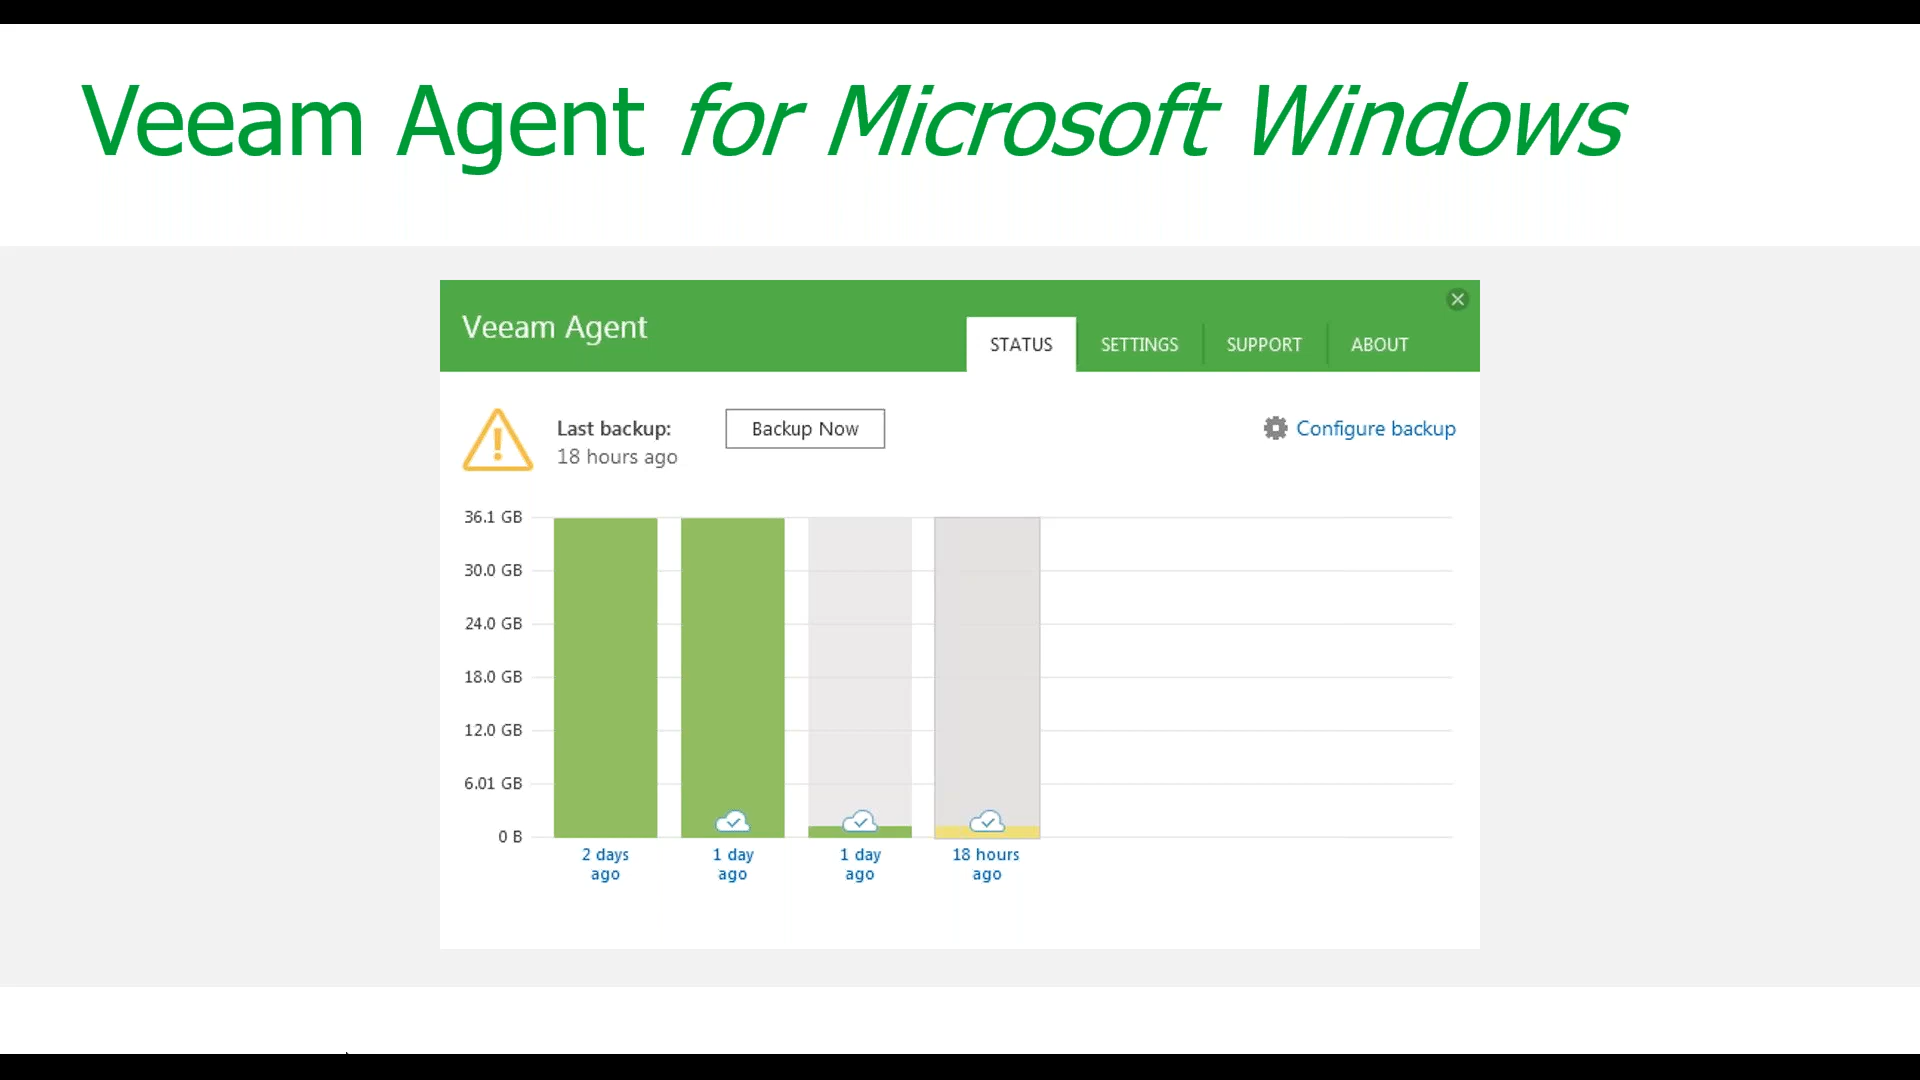 Veeam Agent for Microsoft Windows
Veeam Agent
STATUS
SETTINGS
SUPPORT
ABOUT
Last backup:
18 hours ago
Backup Now
Configure backup
36.1 GB
30.0 GB
24.0 GB
18.0 GB
12.0 GB
6.01 GB
0 B
2 days
ago
1 day
ago
1 day
ago
18 hours
ago